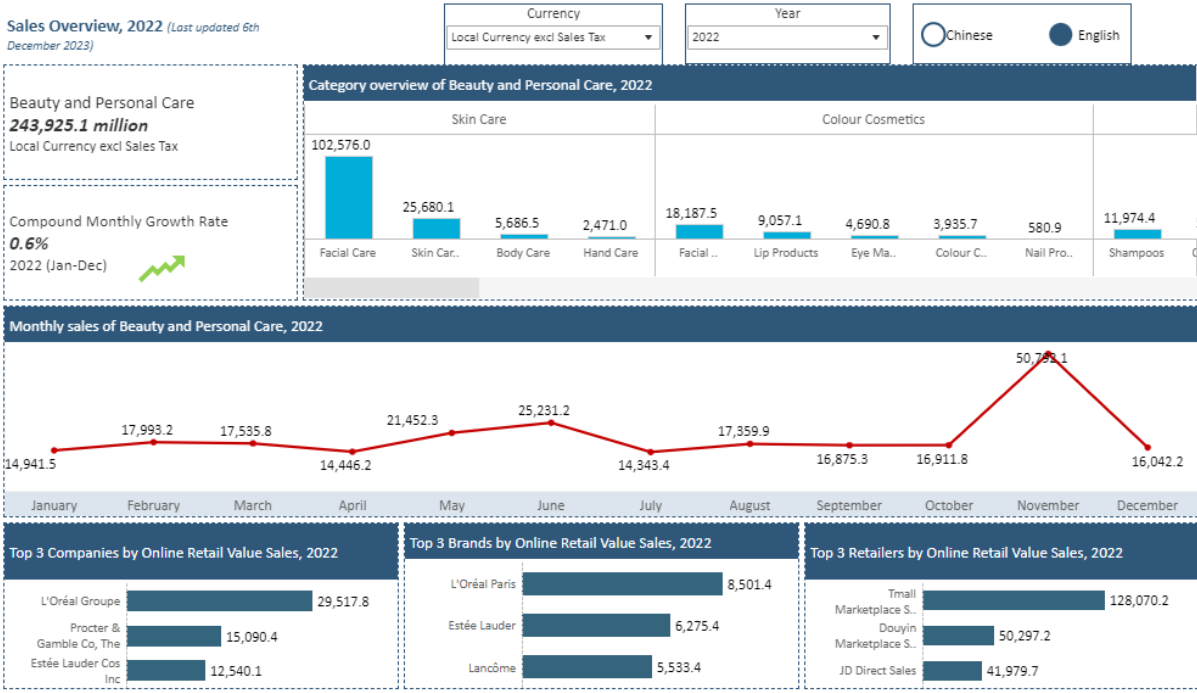 Sales Overview, 2022 (Last updated 6th
December 2023)
Currency
Local Currency excl Sales Tax
Year
2022
Chinese
English
Beauty and Personal Care
243,925.1 million
Local Currency excl Sales Tax
Compound Monthly Growth Rate
0.6%
2022 (Jan-Dec)
Category overview of Beauty and Personal Care, 2022
Skin Care
Colour Cosmetics
102,576.0
25,680.1
5,686.5
2,471.0
18,187.5
9,057.1
4,690.8
3,935.7
580.9
11,974.4
Facial Care
Skin Car..
Body Care
Hand Care
Facial ..
Lip Products
Eye Ma..
Colour C..
Nail Pro..
Shampoos
Monthly sales of Beauty and Personal Care, 2022
14,941.5
17,993.2
17,535.8
14,446.2
21,452.3
25,231.2
14,343.4
17,359.9
16,875.3
16,911.8
16,042.2
January
February
March
April
May
June
July
August
September
October
November
December
Top 3 Companies by Online Retail Value Sales, 2022
L'Oréal Groupe
29,517.8
Procter &
Gamble Co, The
15,090.4
Estée Lauder Cos
Inc
12,540.1
Top 3 Brands by Online Retail Value Sales, 2022
L'Oréal Paris
8,501.4
Estée Lauder
6,275.4
Lancôme
5,533.4
Top 3 Retailers by Online Retail Value Sales, 2022
Tmall
Marketplace S..
128,070.2
Douyin
Marketplace S..
50,297.2
JD Direct Sales
41,979.7